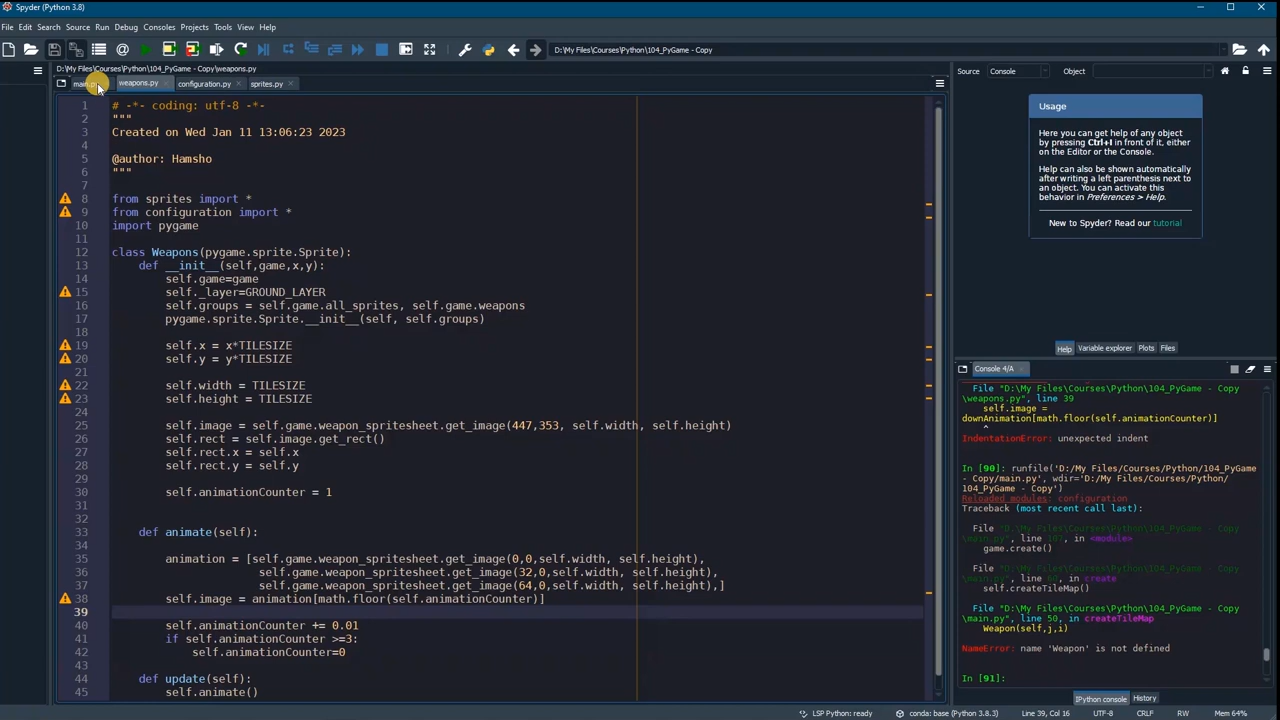 Spyder (Python 3.8)
File Edit Search Source Run Debug Consoles Projects Tools View Help
D:\My Files\Courses\Python\104_PyGame - Copy
D:\My Files\Courses\Python\104_PyGame - Copy\weapons.py
weapons.py configuration.py sprites.py
1 # -*- coding: utf-8 -*-
2 """
3 Created on Wed Jan 11 13:06:23 2023
4
5 @author: Hamsho
6 """
7
8 from sprites import *
9 from configuration import *
10 import pygame
11
12 class Weapons(pygame.sprite.Sprite):
13 def __init__(self,game,x,y):
14 self.game=game
15 self._layer=GROUND_LAYER
16 self.groups = self.game.all_sprites, self.game.weapons
17 pygame.sprite.Sprite.__init__(self, self.groups)
18
19 self.x = x*TILESIZE
20 self.y = y*TILESIZE
21
22 self.width = TILESIZE
23 self.height = TILESIZE
24
25 self.image = self.game.weapon_spritesheet.get_image(447,353, self.width, self.height)
26 self.rect = self.image.get_rect()
27 self.rect.x = self.x
28 self.rect.y = self.y
29
30 self.animationCounter = 1
31
32
33 def animate(self):
34
35 animation = [self.game.weapon_spritesheet.get_image(0,0,self.width, self.height),
36 self.game.weapon_spritesheet.get_image(32,0,self.width, self.height),
37 self.game.weapon_spritesheet.get_image(64,0,self.width, self.height),]
38 self.image = animation[math.floor(self.animationCounter)]
39
40 self.animationCounter += 0.01
41 if self.animationCounter >=3:
42 self.animationCounter=0
43
44 def update(self):
45 self.animate()
Source Console Object
Usage
Here you can get help of any object
by pressing Ctrl+I in front of it, either
on the Editor or the Console.
Help can also be shown automatically
after writing a left parenthesis next to
an object. You can activate this
behavior in Preferences > Help.
New to Spyder? Read our tutorial
Help Variable explorer Plots Files
Console 4/A
File "D:\My Files\Courses\Python\104_PyGame - Copy
\weapons.py", line 39
self.image =
downAnimation[math.floor(self.animationCounter)]
^
IndentationError: unexpected indent
In [90]: runfile('D:/My Files/Courses/Python/104_PyGame
- Copy/main.py', wdir='D:/My Files/Courses/Python/
104_PyGame - Copy')
Reloaded modules: configuration
Traceback (most recent call last):
File "D:\My Files\Courses\Python\104_PyGame - Copy
\main.py", line 107, in <module>
game.create()
File "D:\My Files\Courses\Python\104_PyGame - Copy
\main.py", line 60, in create
self.createTileMap()
File "D:\My Files\Courses\Python\104_PyGame - Copy
\main.py", line 50, in createTileMap
Weapon(self,j,i)
NameError: name 'Weapon' is not defined
In [91]:
IPython console History
LSP Python: ready conda: base (Python 3.8.3) Line 39, Col 16 UTF-8 CRLF RW Mem 64%